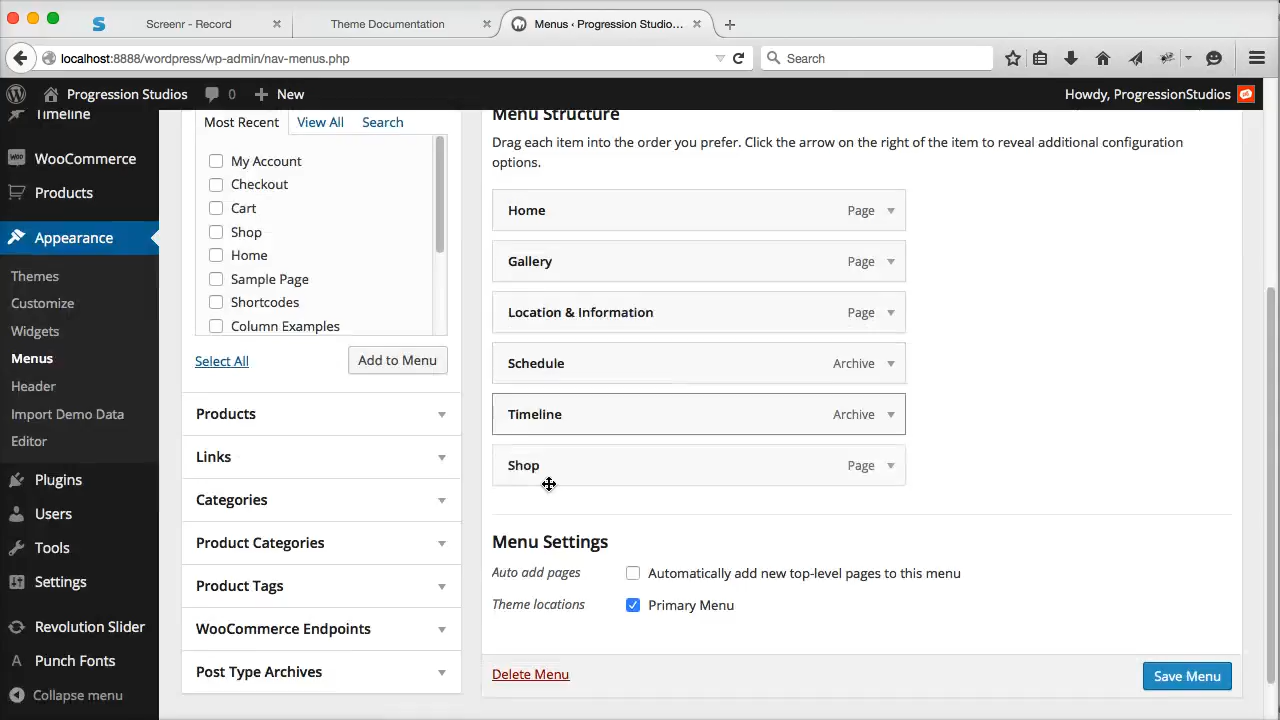 Screenr - Record
Theme Documentation
Menus ‹ Progression Studios…
localhost:8888/wordpress/wp-admin/nav-menus.php
Search
Progression Studios
0
New
Howdy, ProgressionStudios
Timeline
WooCommerce
Products
Appearance
Themes
Customize
Widgets
Menus
Header
Import Demo Data
Editor
Plugins
Users
Tools
Settings
Revolution Slider
Punch Fonts
Collapse menu
Most Recent
View All
Search
My Account
Checkout
Cart
Shop
Home
Sample Page
Shortcodes
Column Examples
Select All
Add to Menu
Products
Links
Categories
Product Categories
Product Tags
WooCommerce Endpoints
Post Type Archives
Menu Structure
Drag each item into the order you prefer. Click the arrow on the right of the item to reveal additional configuration
options.
Home Page
Gallery Page
Location & Information Page
Schedule Archive
Timeline Archive
Shop Page
Menu Settings
Auto add pages Automatically add new top-level pages to this menu
Theme locations Primary Menu
Delete Menu
Save Menu